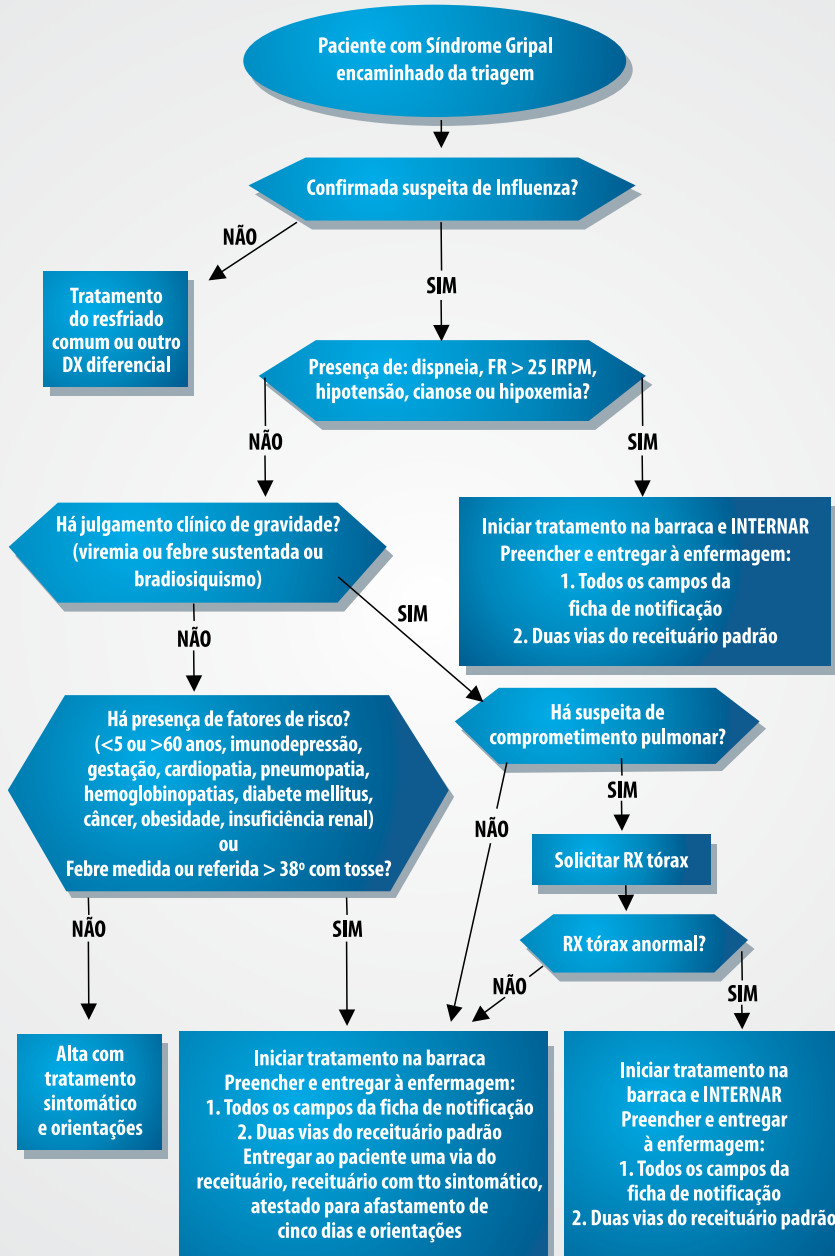 Paciente com Síndrome Gripal
encaminhado da triagem
Confirmada suspeita de Influenza?
NÃO
SIM
Tratamento
do resfriado
comum ou outro
DX diferencial
Presença de: dispneia, FR > 25 IRPM,
hipotensão, cianose ou hipoxemia?
NÃO
SIM
Há julgamento clínico de gravidade?
(viremia ou febre sustentada ou
bradiosiquismo)
Iniciar tratamento na barraca e INTERNAR
Preencher e entregar à enfermagem:
1. Todos os campos da
ficha de notificação
2. Duas vias do receituário padrão
NÃO
SIM
Há presença de fatores de risco?
(<5 ou >60 anos, imunodepressão,
gestação, cardiopatia, pneumopatia,
hemoglobinopatias, diabete mellitus,
câncer, obesidade, insuficiência renal)
ou
Febre medida ou referida > 38º com tosse?
Há suspeita de
comprometimento pulmonar?
NÃO
SIM
Solicitar RX tórax
RX tórax anormal?
NÃO
SIM
NÃO
SIM
Alta com
tratamento
sintomático
e orientações
Iniciar tratamento na barraca
Preencher e entregar à enfermagem:
1. Todos os campos da ficha de notificação
2. Duas vias do receituário padrão
Entregar ao paciente uma via do
receituário, receituário com tto sintomático,
atestado para afastamento de
cinco dias e orientações
Iniciar tratamento na
barraca e INTERNAR
Preencher e entregar
à enfermagem:
1. Todos os campos da
ficha de notificação
2. Duas vias do receituário padrão